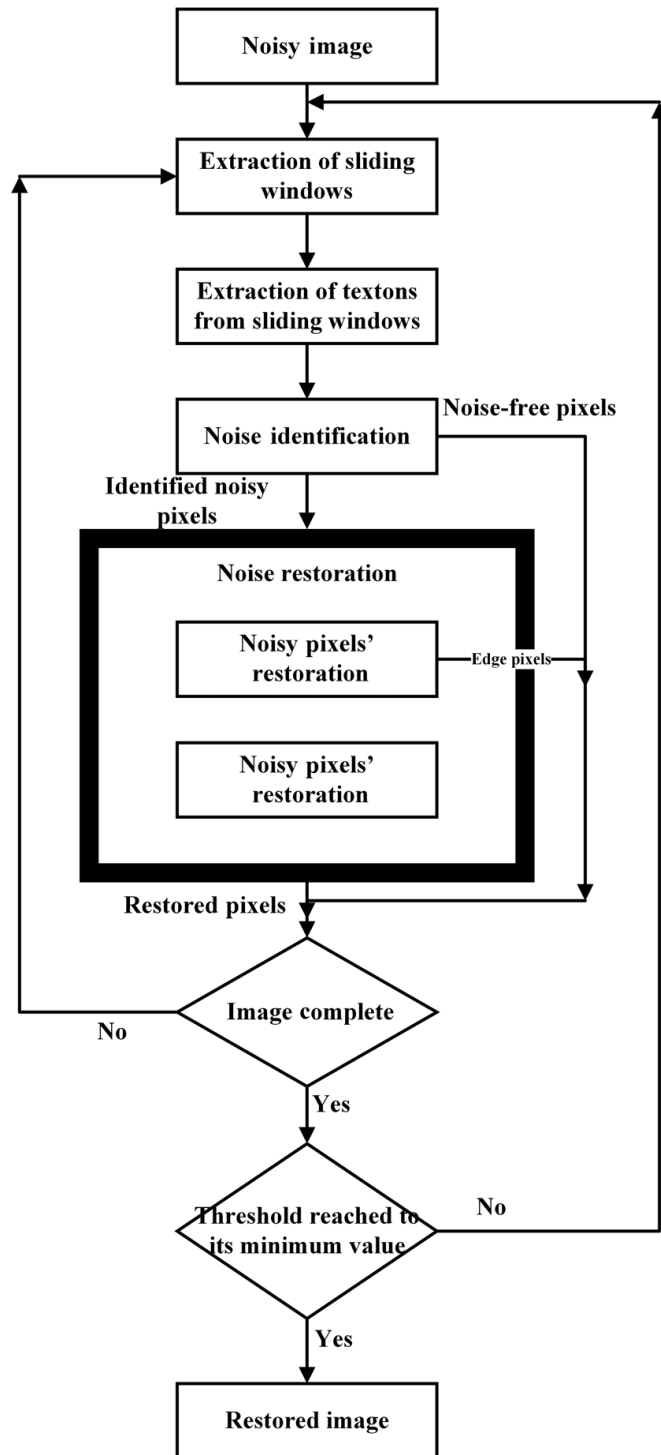 Noisy image
Extraction of sliding
windows
Extraction of textons
from sliding windows
Noise-free pixels
Noise identification
Identified noisy
pixels
Noise restoration
Noisy pixels'
restoration
Edge pixels
Noisy pixels'
restoration
Restored pixels
Image complete
No
Yes
Threshold reached to
its minimum value
No
Yes
Restored image